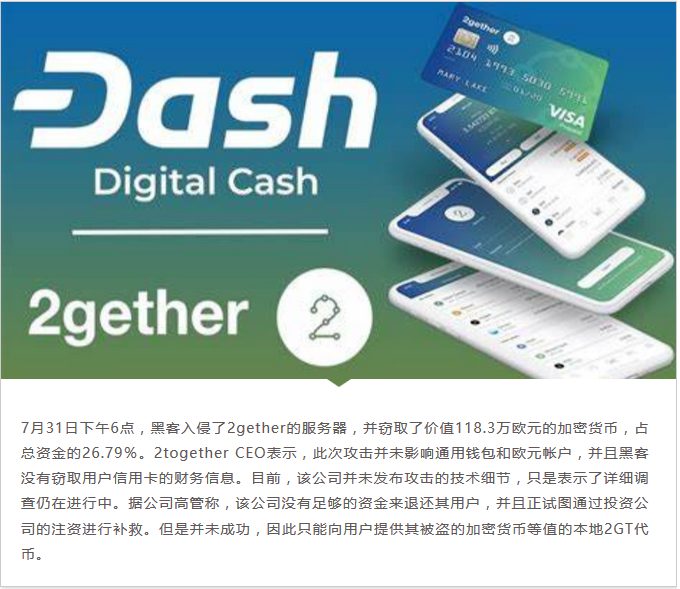 Dash
Digital Cash
2gether
2gether
2104 1993 5030 5991
MARY LAKE
01/20
VISA
7月31日下午6点，黑客入侵了2gether的服务器，并窃取了价值118.3万欧元的加密货币，占
总资金的26.79%。2together CEO表示，此次攻击并未影响通用钱包和欧元帐户，并且黑客
没有窃取用户信用卡的财务信息。目前，该公司并未发布攻击的技术细节，只是表示了详细调
查仍在进行中。据公司高管称，该公司没有足够的资金来退还其用户，并且正试图通过投资公
司的注资进行补救。但是并未成功，因此只能向用户提供其被盗的加密货币等值的本地2GT代
币。